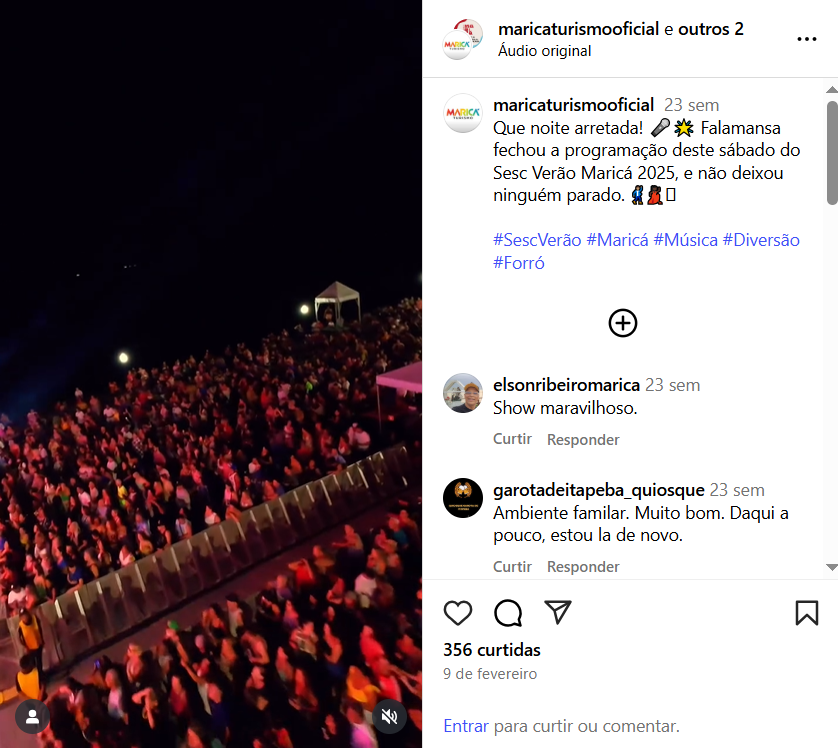 maricaturismooficial e outros 2
Áudio original
MARICÁ
TURISMO
maricaturismooficial 23 sem
Que noite arretada! 🎤🌟 Falamansa
fechou a programação deste sábado do
Sesc Verão Maricá 2025, e não deixou
ninguém parado. 🕺💃
#SescVerão #Maricá #Música #Diversão
#Forró
elsonribeiromarica 23 sem
Show maravilhoso.
Curtir Responder
garotadeitapeba_quiosque 23 sem
Ambiente familar. Muito bom. Daqui a
pouco, estou la de novo.
Curtir Responder
356 curtidas
9 de fevereiro
Entrar para curtir ou comentar.